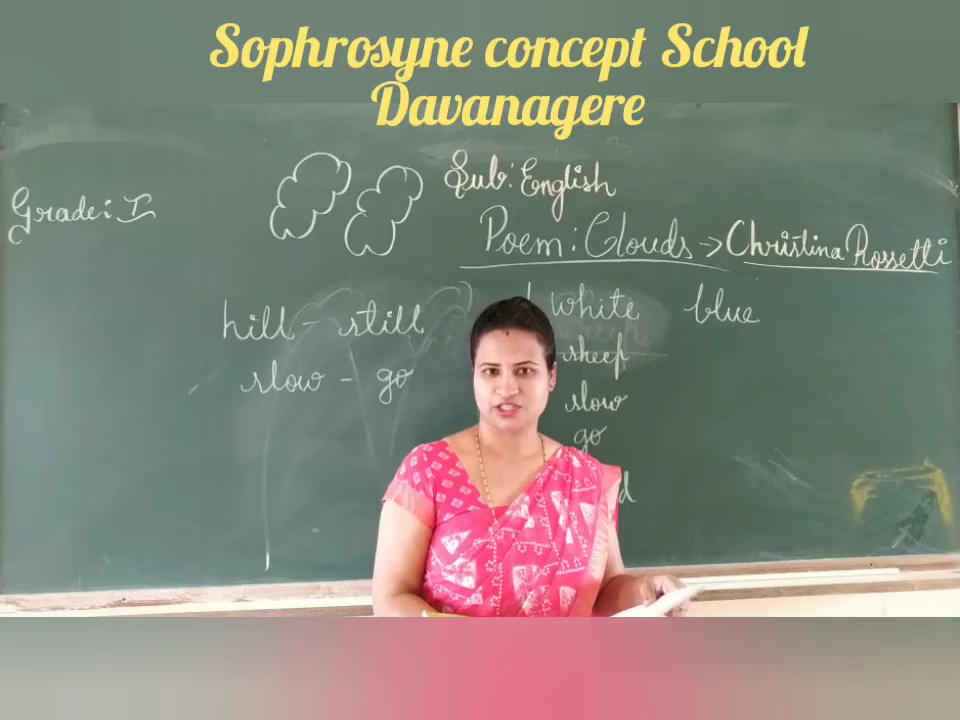 Sophrosyne concept School
Davanagere
Grade: I
Sub: English
Poem: Clouds → Christina Rossetti
hill - still
slow - go
white blue
sheep
slow
go